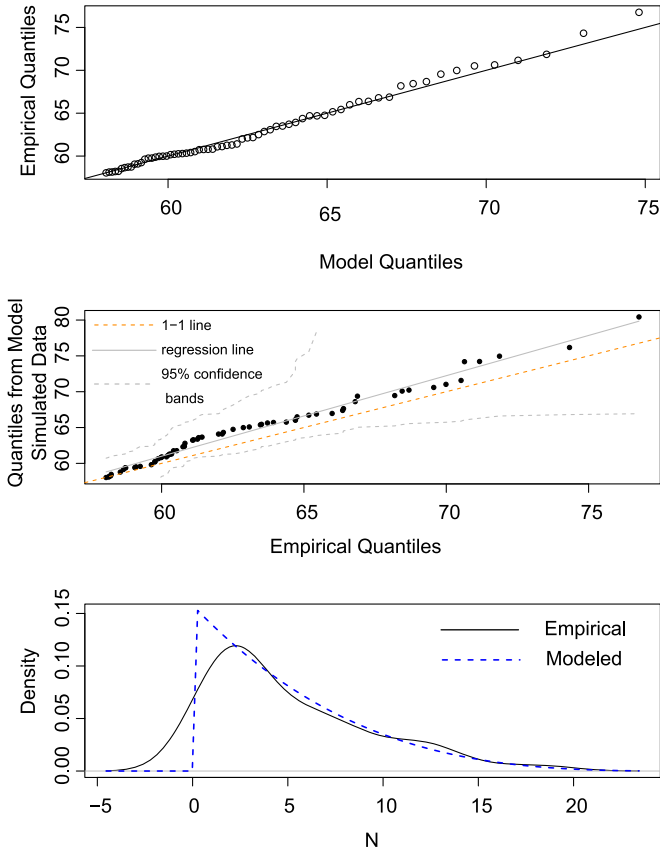 Empirical Quantiles
75
70
65
60
60
65
70
75
Model Quantiles
Quantiles from Model
Simulated Data
80
75
70
65
60
1−1 line
regression line
95% confidence
bands
60
65
70
75
Empirical Quantiles
Density
0.15
0.10
0.05
0.00
Empirical
Modeled
−5
0
5
10
15
20
N